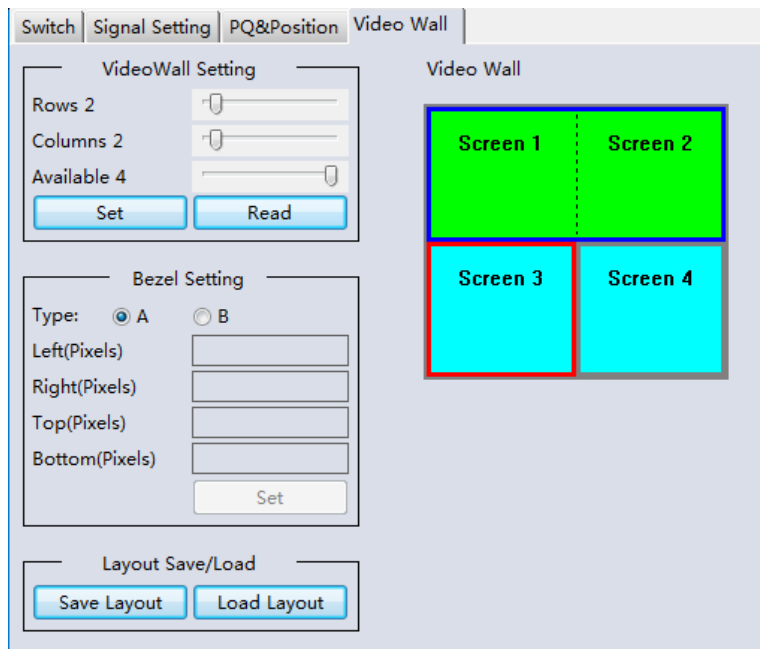 Switch Signal Setting PQ&Position Video Wall
VideoWall Setting
Rows 2
Columns 2
Available 4
Set Read
Bezel Setting
Type: A B
Left(Pixels)
Right(Pixels)
Top(Pixels)
Bottom(Pixels)
Set
Layout Save/Load
Save Layout Load Layout
Video Wall
Screen 1 Screen 2
Screen 3 Screen 4